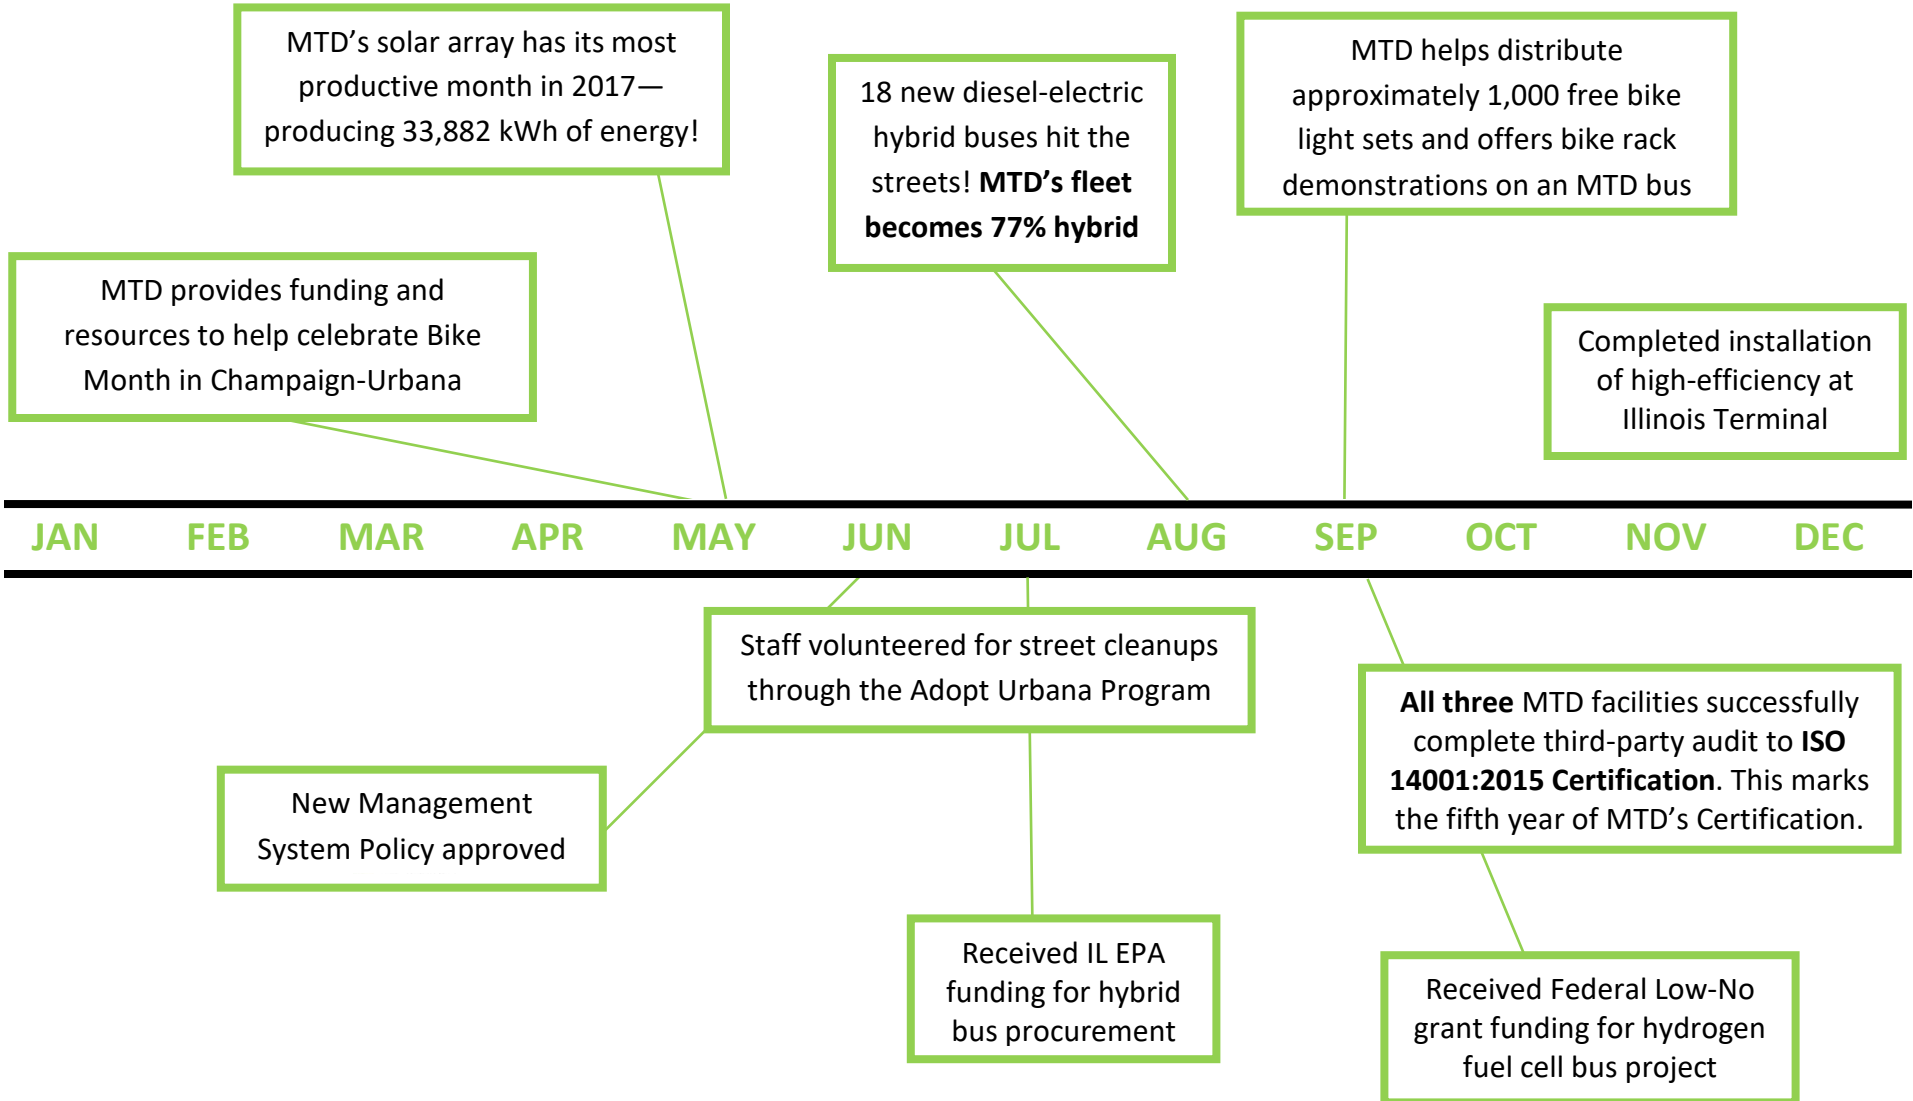 MTD’s solar array has its most
productive month in 2017—
producing 33,882 kWh of energy!
18 new diesel-electric
hybrid buses hit the
streets! MTD’s fleet
becomes 77% hybrid
MTD helps distribute
approximately 1,000 free bike
light sets and offers bike rack
demonstrations on an MTD bus
MTD provides funding and
resources to help celebrate Bike
Month in Champaign-Urbana
Completed installation
of high-efficiency at
Illinois Terminal
JAN FEB MAR APR MAY JUN JUL AUG SEP OCT NOV DEC
Staff volunteered for street cleanups
through the Adopt Urbana Program
All three MTD facilities successfully
complete third-party audit to ISO
14001:2015 Certification. This marks
the fifth year of MTD’s Certification.
New Management
System Policy approved
Received IL EPA
funding for hybrid
bus procurement
Received Federal Low-No
grant funding for hydrogen
fuel cell bus project